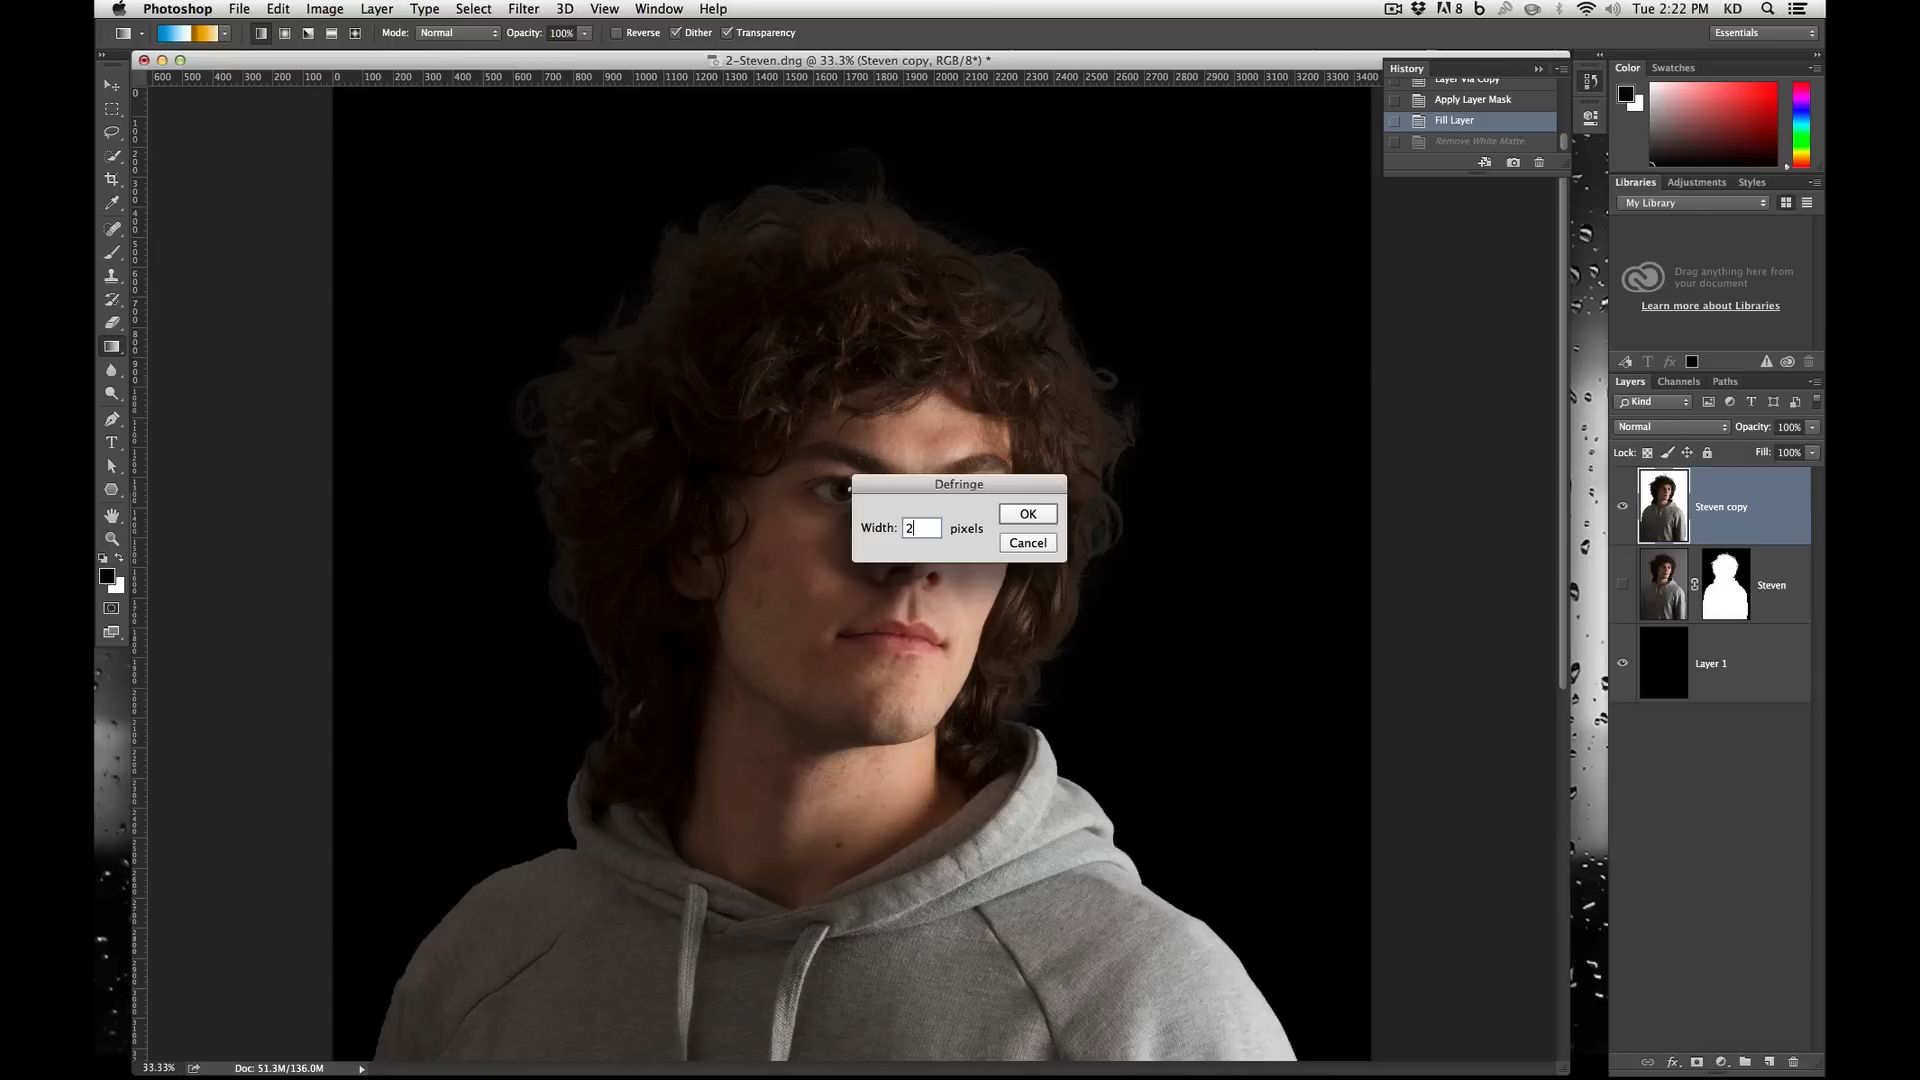 Photoshop File Edit Image Layer Type Select Filter 3D View Window Help
8 Tue 2:22 PM KD
Mode: Normal Opacity: 100% Reverse Dither Transparency Essentials
2-Steven.dng @ 33.3% (Steven copy, RGB/8*) *
600 500 400 300 200 100 0 100 200 300 400 500 600 700 800 900 1000 1100 1200 1300 1400 1500 1600 1700 1800 1900 2000 2100 2200 2300 2400 2500 2600 2700 2800 2900 3000 3100 3200 3300 3400
History
Layer Via Copy
Apply Layer Mask
Fill Layer
Remove White Matte
Color Swatches
Libraries Adjustments Styles
My Library
Drag anything here from
your document
Learn more about Libraries
Layers Channels Paths
Kind
Normal Opacity: 100%
Lock: Fill: 100%
Steven copy
Steven
Layer 1
Defringe
Width: 2 pixels
OK
Cancel
33.33% Doc: 51.3M/136.0M